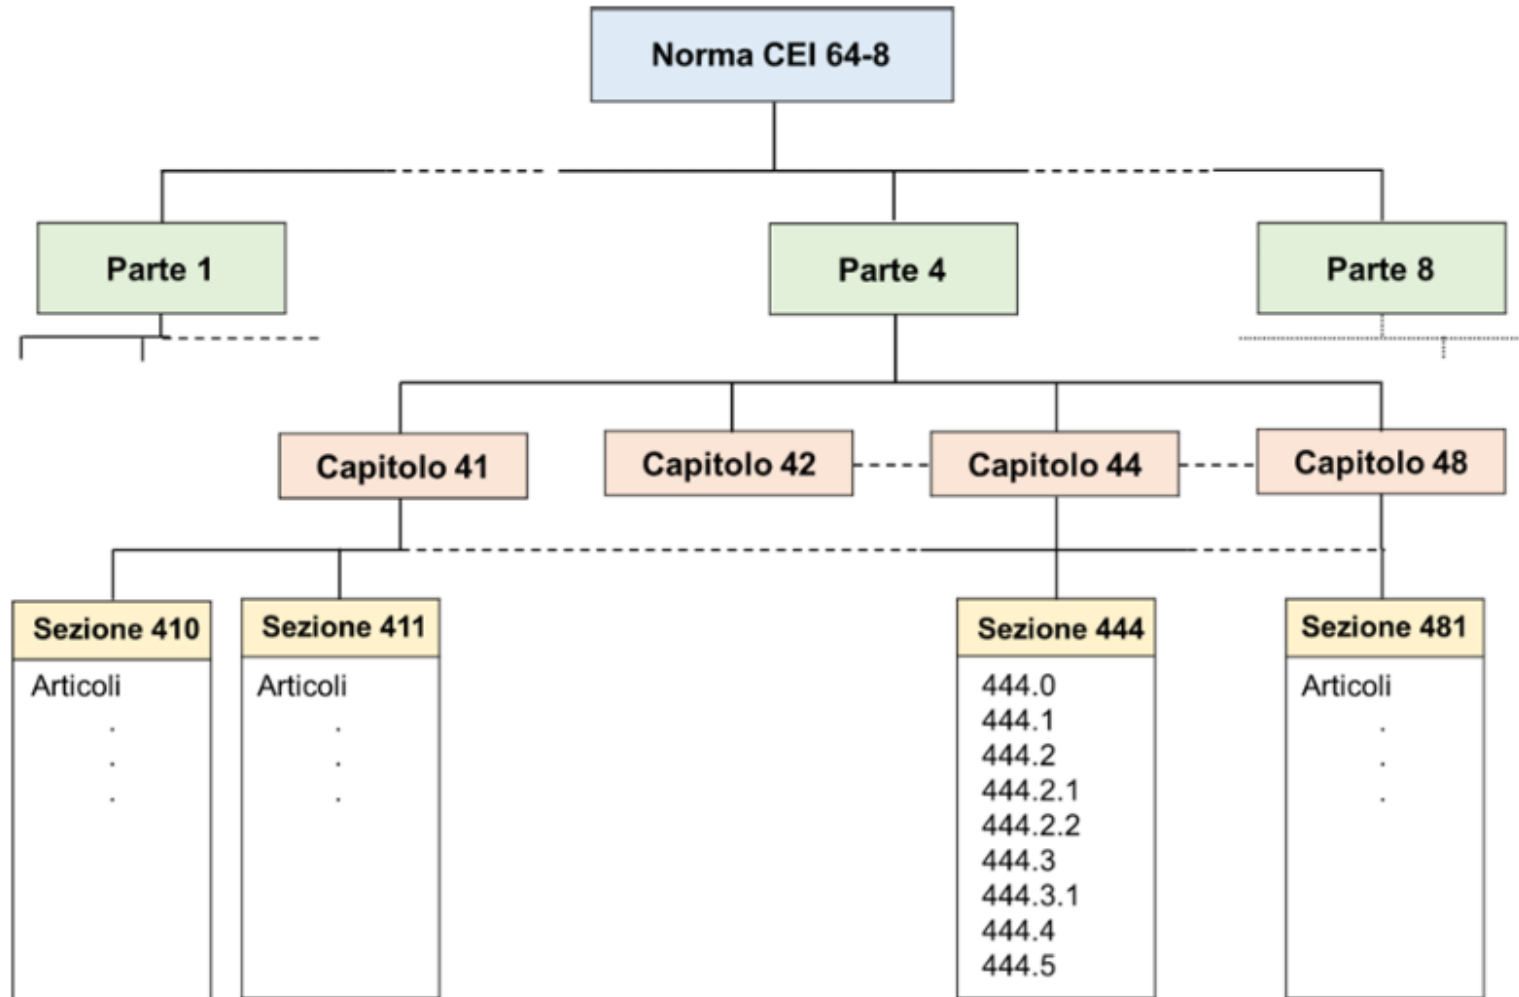 Norma CEI 64-8
Parte 1
Parte 4
Parte 8
Capitolo 41
Capitolo 42
Capitolo 44
Capitolo 48
Sezione 410
Articoli
.
.
.
Sezione 411
Articoli
.
.
.
Sezione 444
444.0
444.1
444.2
444.2.1
444.2.2
444.3
444.3.1
444.4
444.5
Sezione 481
Articoli
.
.
.